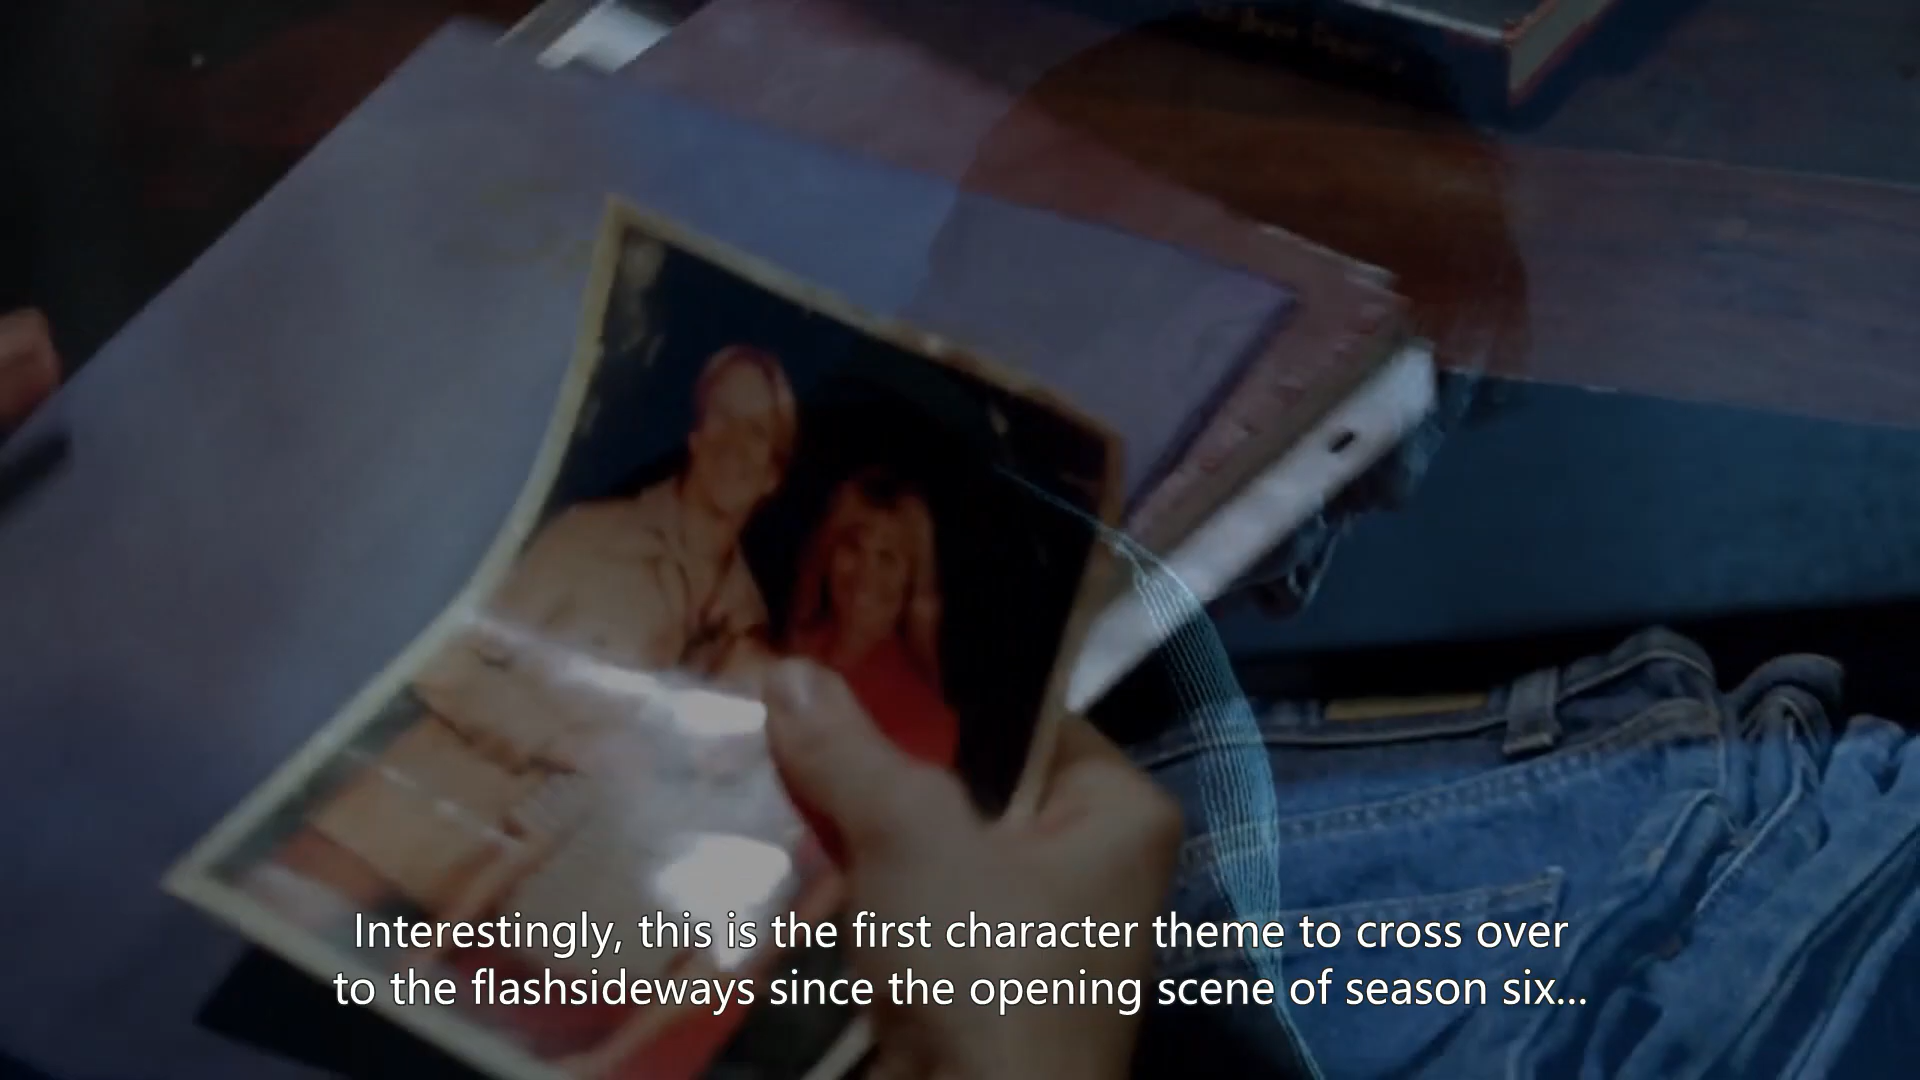 Interestingly, this is the first character theme to cross over
to the flashsideways since the opening scene of season six...